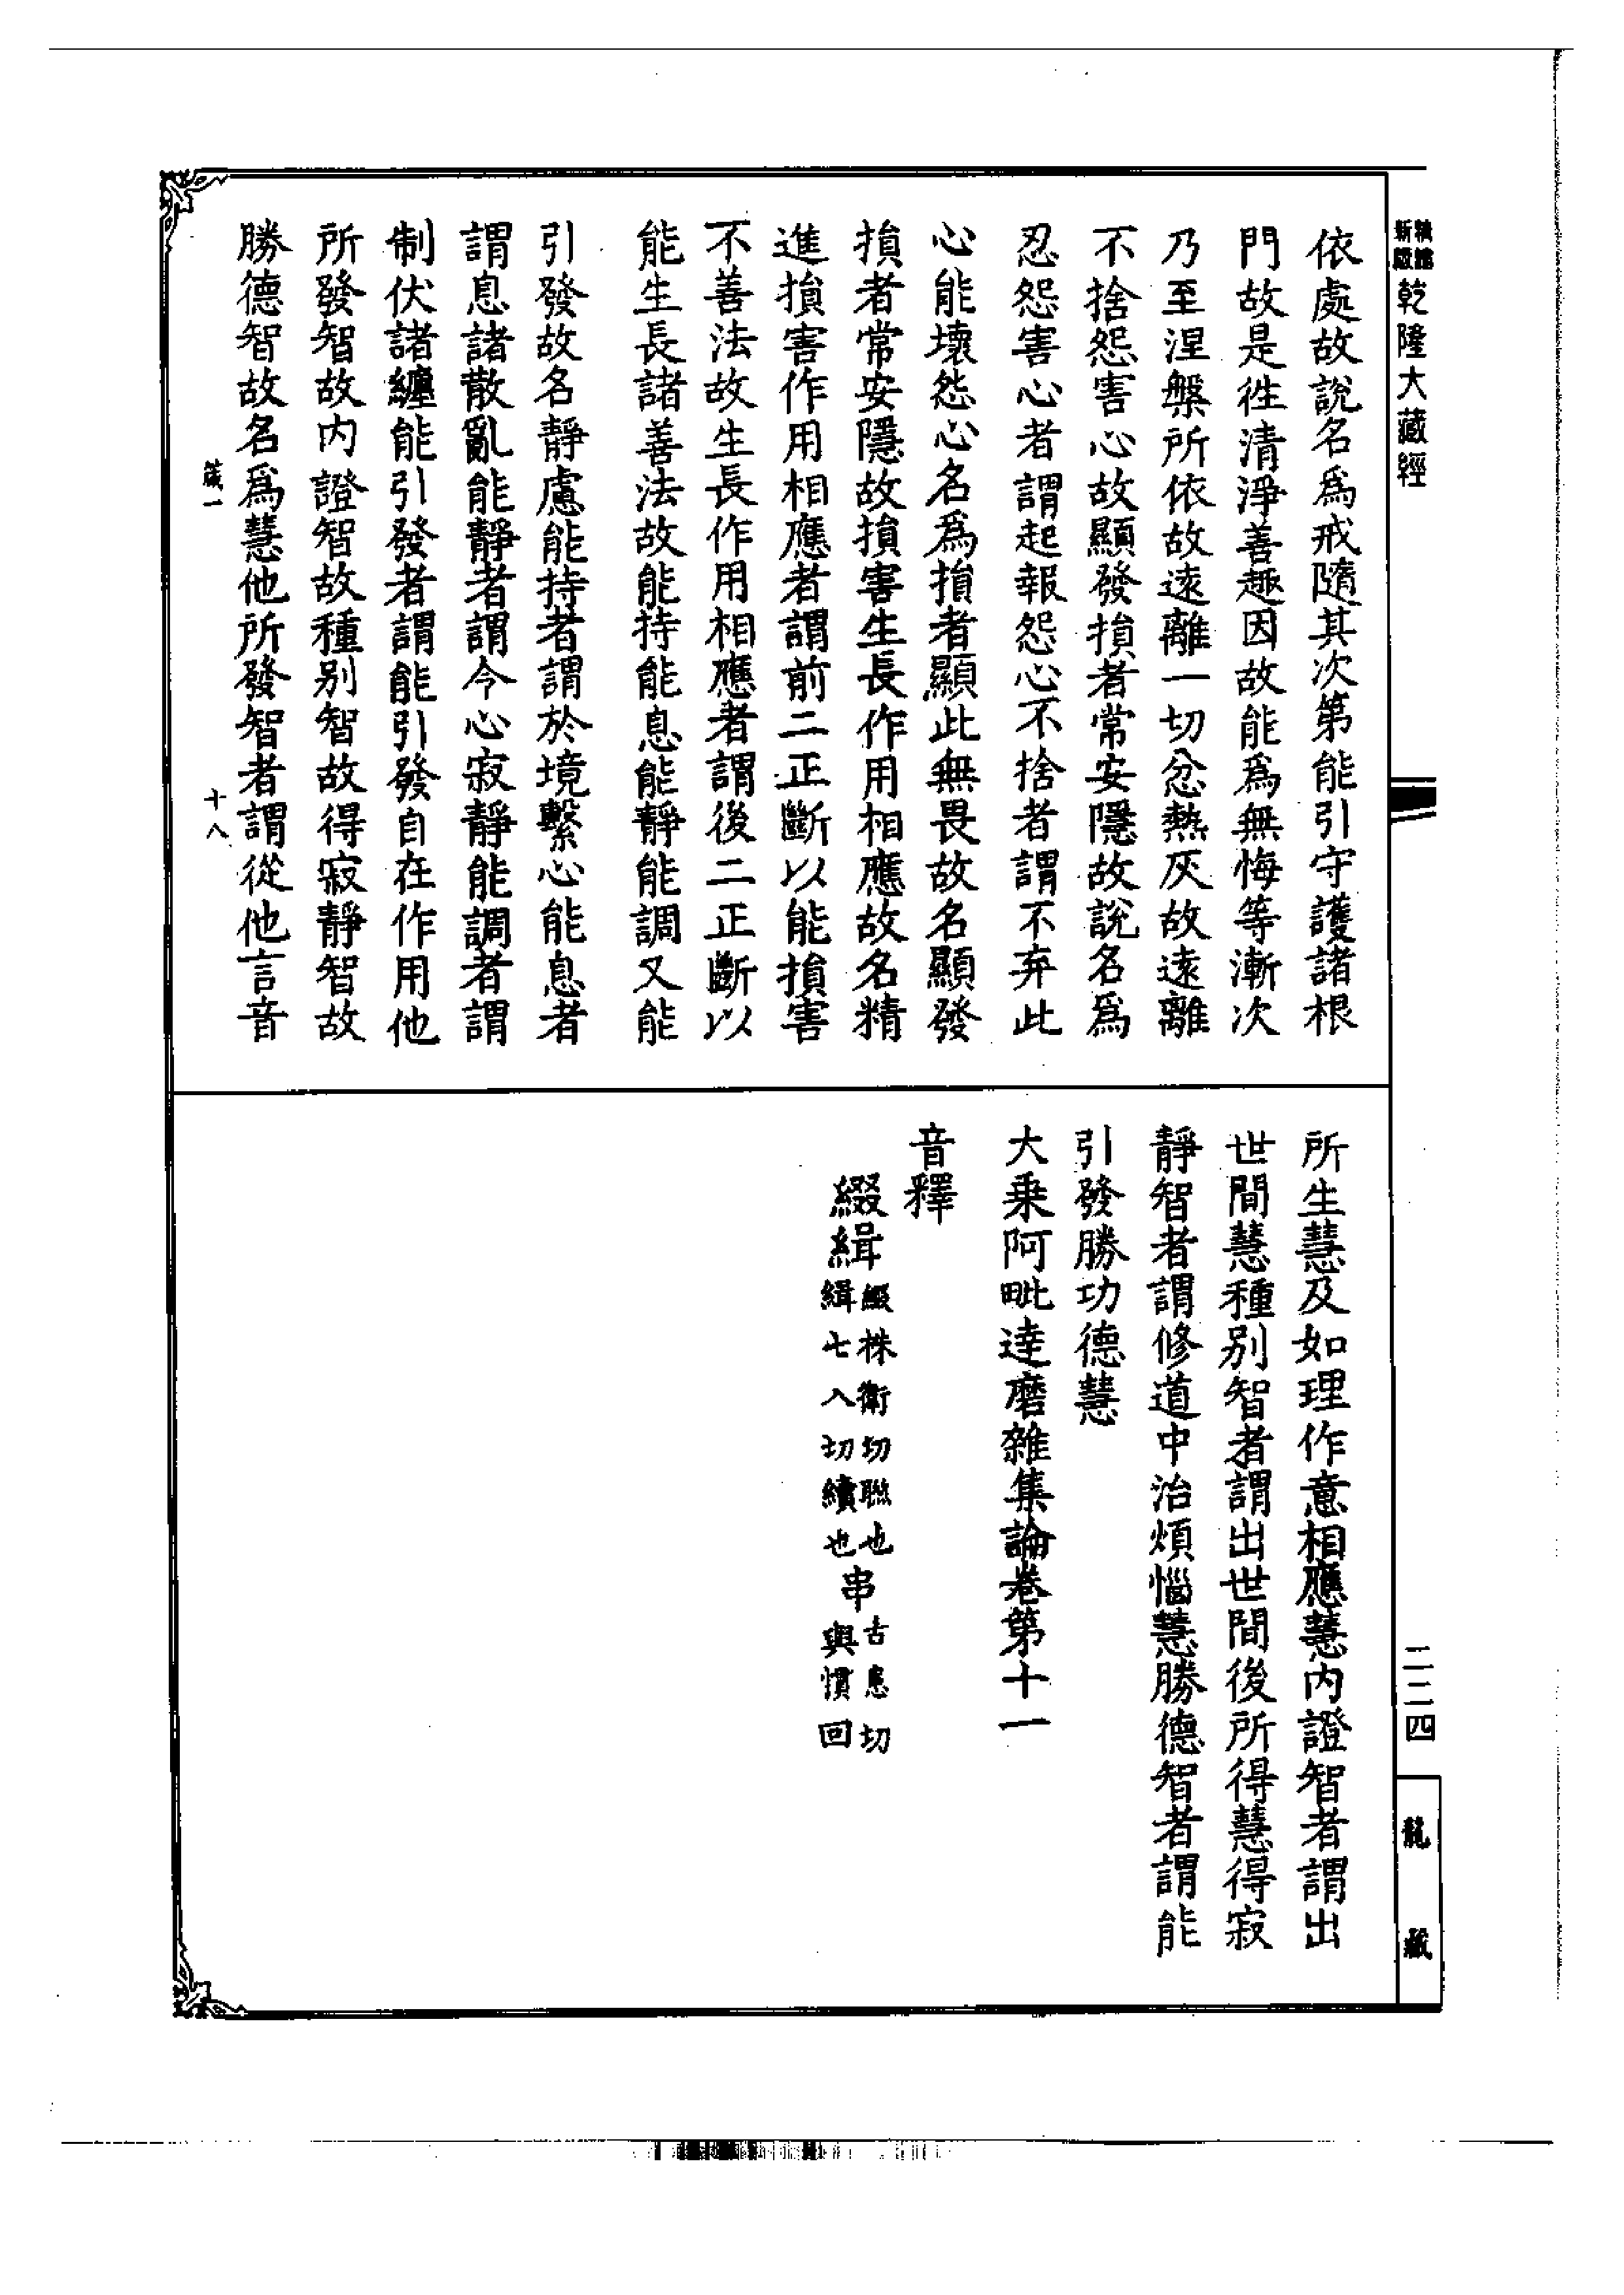 乾隆大藏經
依處故說名為戒隨其次第能引守護諸根
門故是徃清淨善趣因故能為無悔等漸次
乃至涅槃所依故遠離一切忿熱灰故遠離
不捨怨害心故顯發損者常安隱故說名為
忍怨害心者謂起報怨心不捨者謂不弃此
心能壞怨心名為損者顯此無畏故名顯發
損者常安隱故損害生長作用相應故名精
進損害作用相應者謂前二正斷以能損害
不善法故生長作用相應者謂後二正斷以
能生長諸善法故能持能息能靜能調又能
引發故名靜慮能持者謂於境繫心能息者
謂息諸散亂能靜者謂令心寂靜能調者謂
制伏諸纏能引發者謂能引發自在作用他
所發智故內證智故種別智故得寂靜智故
勝德智故名為慧他所發智者謂從他言音
十八
所生慧及如理作意相應慧內證智者謂出
世間慧種別智者謂出世間後所得慧得寂
靜智者謂修道中治煩惱慧勝德智者謂能
引發勝功德慧
大乗阿毗達磨雜集論卷第十一
音釋
綴緝綴株衛切聯也緝七入切續也串古患切與慣回
二二四
龍藏